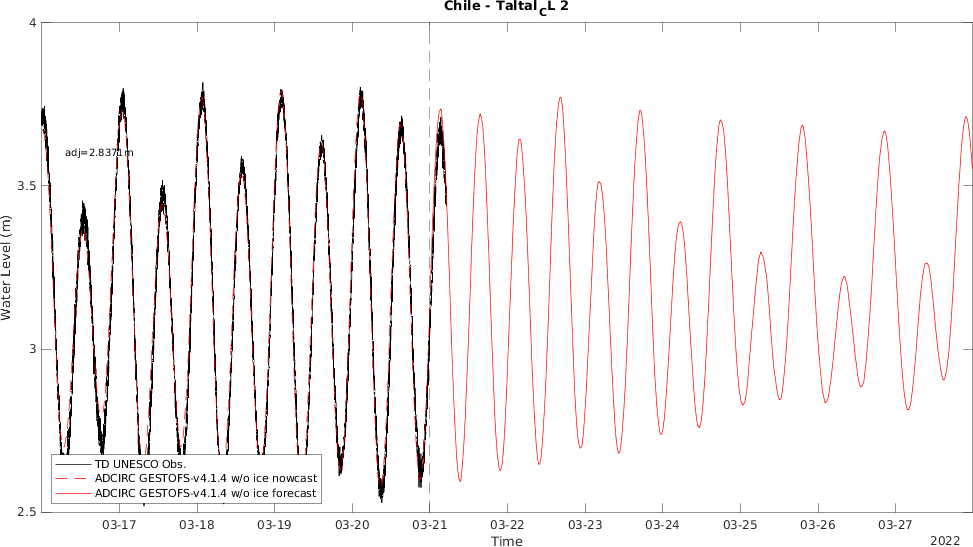 Chile - Taltal_CL 2
4
adj=2.8371m
3.5
Water Level (m)
3
TD UNESCO Obs.
ADCIRC GESTOFS-v4.1.4 w/o ice nowcast
ADCIRC GESTOFS-v4.1.4 w/o ice forecast
2.5
03-17 03-18 03-19 03-20 03-21 03-22 03-23 03-24 03-25 03-26 03-27
Time
2022